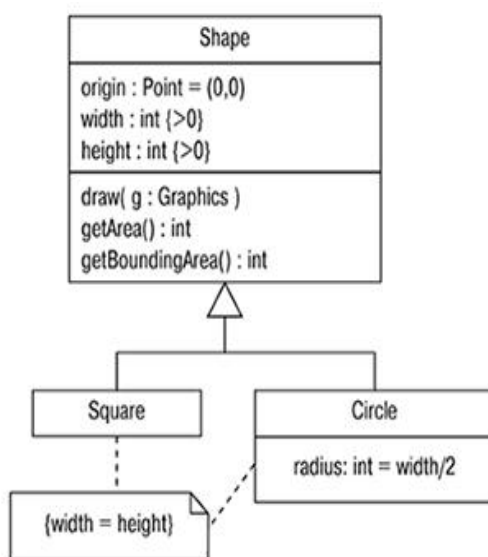 Shape
origin : Point = (0,0)
width : int {>0}
height : int {>0}
draw( g : Graphics )
getArea() : int
getBoundingArea() : int
Square
Circle
radius: int = width/2
{width = height}